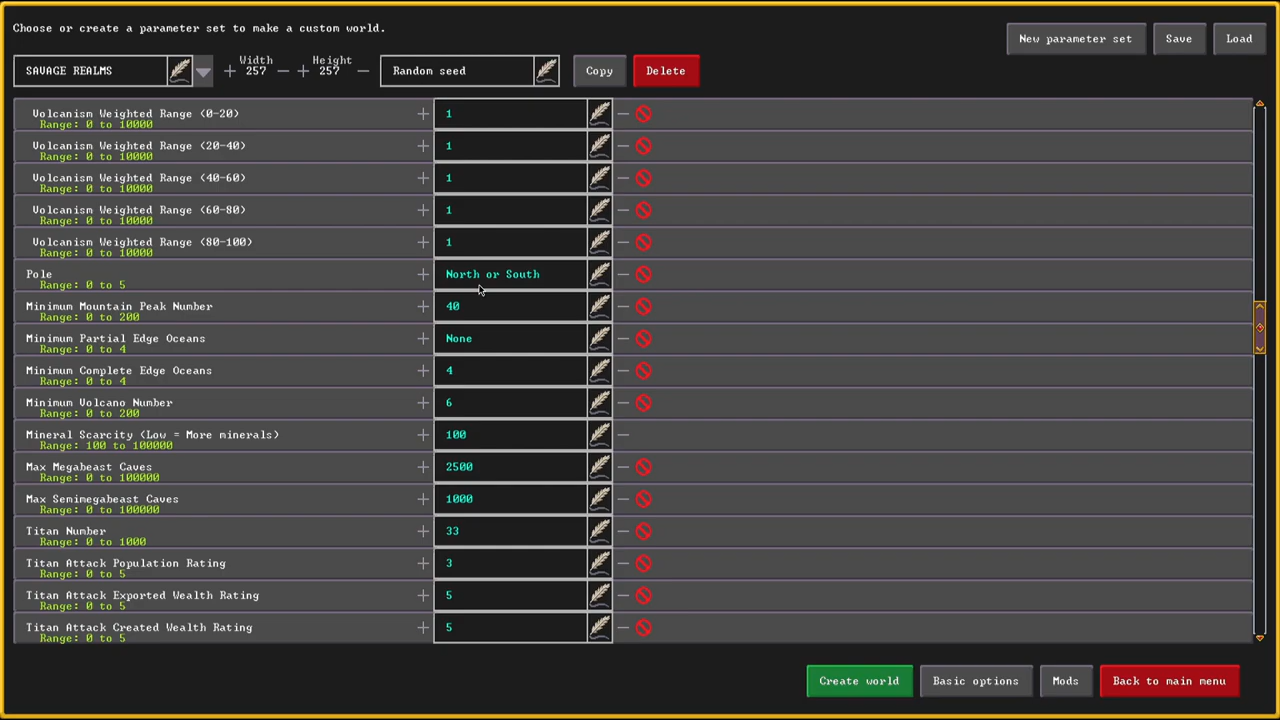 Choose or create a parameter set to make a custom world.
New parameter set
Save
Load
SAVAGE REALMS
Width
257
Height
257
Random seed
Copy
Delete
Volcanism Weighted Range (0-20)
Range: 0 to 10000
1
Volcanism Weighted Range (20-40)
Range: 0 to 10000
1
Volcanism Weighted Range (40-60)
Range: 0 to 10000
1
Volcanism Weighted Range (60-80)
Range: 0 to 10000
1
Volcanism Weighted Range (80-100)
Range: 0 to 10000
1
Pole
Range: 0 to 5
North or South
Minimum Mountain Peak Number
Range: 0 to 200
40
Minimum Partial Edge Oceans
Range: 0 to 4
None
Minimum Complete Edge Oceans
Range: 0 to 4
4
Minimum Volcano Number
Range: 0 to 200
6
Mineral Scarcity (Low = More minerals)
Range: 100 to 100000
100
Max Megabeast Caves
Range: 0 to 100000
2500
Max Semimegabeast Caves
Range: 0 to 100000
1000
Titan Number
Range: 0 to 1000
33
Titan Attack Population Rating
Range: 0 to 5
3
Titan Attack Exported Wealth Rating
Range: 0 to 5
5
Titan Attack Created Wealth Rating
Range: 0 to 5
5
Create world
Basic options
Mods
Back to main menu